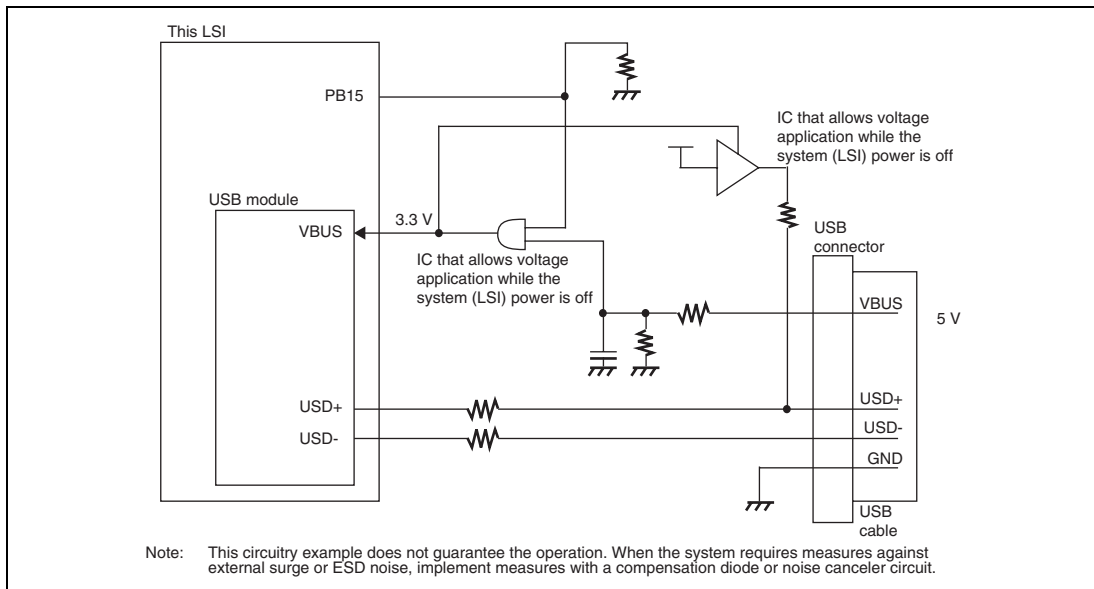 This LSI
PB15
IC that allows voltage
application while the
system (LSI) power is off
USB module
VBUS
3.3 V
IC that allows voltage
application while the
system (LSI) power is off
USB
connector
VBUS
5 V
USD+
USD-
USD+
USD-
GND
USB
cable
Note: This circuitry example does not guarantee the operation. When the system requires measures against
external surge or ESD noise, implement measures with a compensation diode or noise canceler circuit.